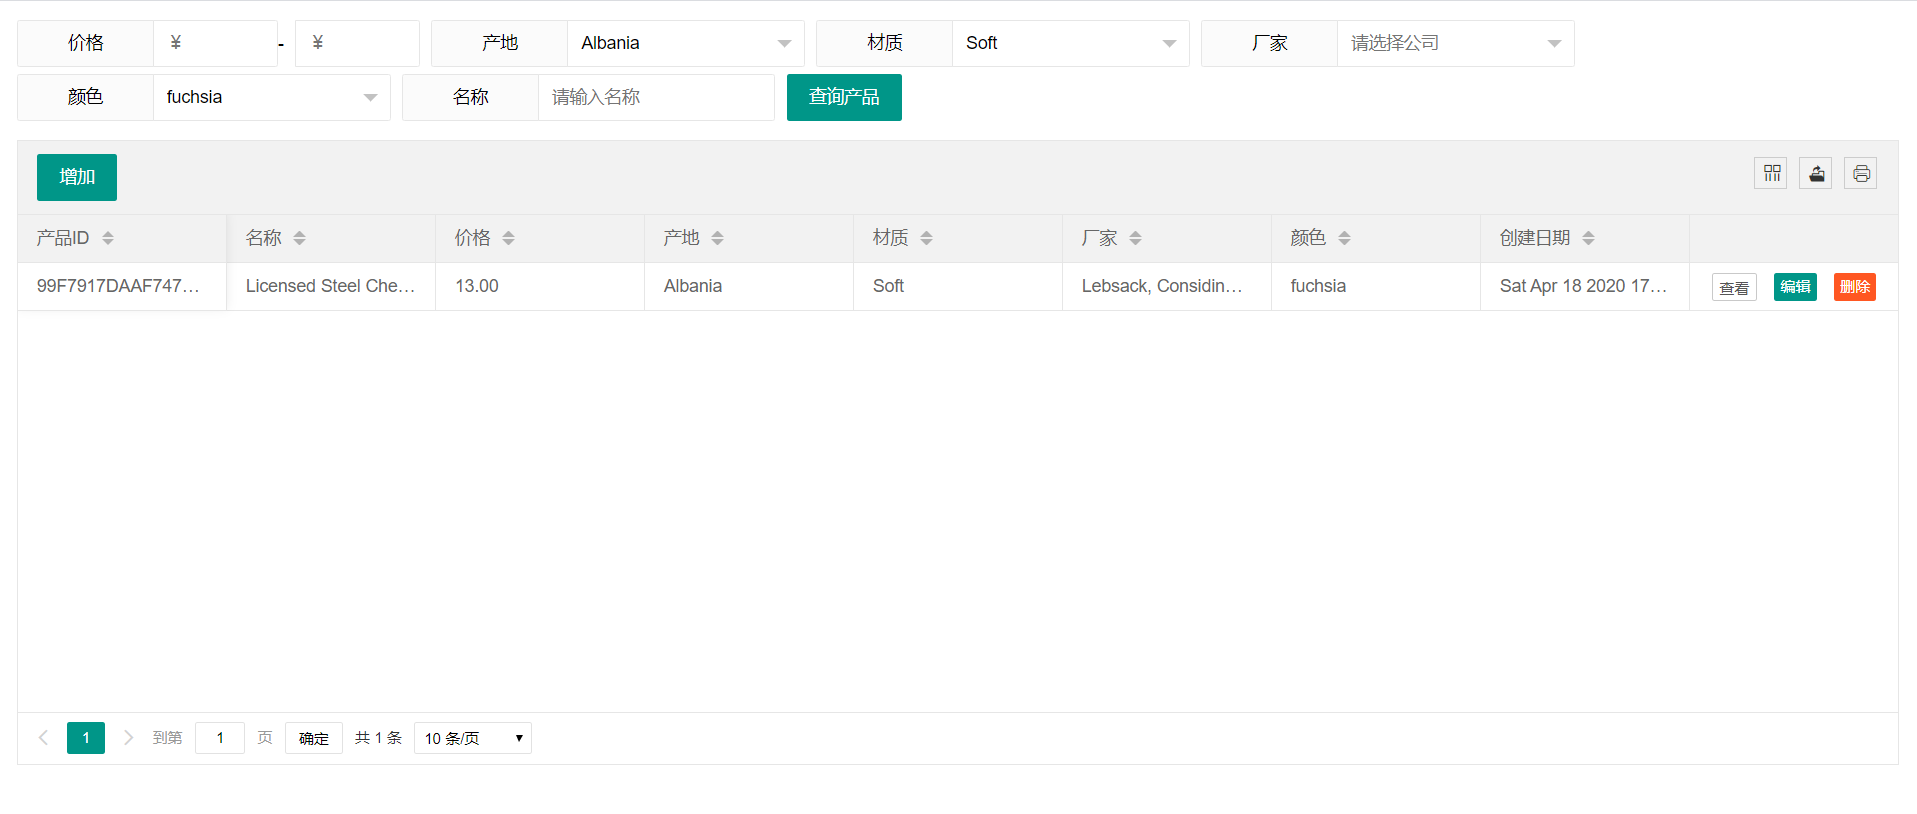 价格 ¥ - ¥ 产地 Albania 材质 Soft 厂家 请选择公司
颜色 fuchsia 名称 请输入名称 查询产品
增加
产品ID 名称 价格 产地 材质 厂家 颜色 创建日期
99F7917DAAF747... Licensed Steel Che... 13.00 Albania Soft Lebsack, Considin... fuchsia Sat Apr 18 2020 17... 查看 编辑 删除
1 到第 1 页 确定 共 1 条 10 条/页